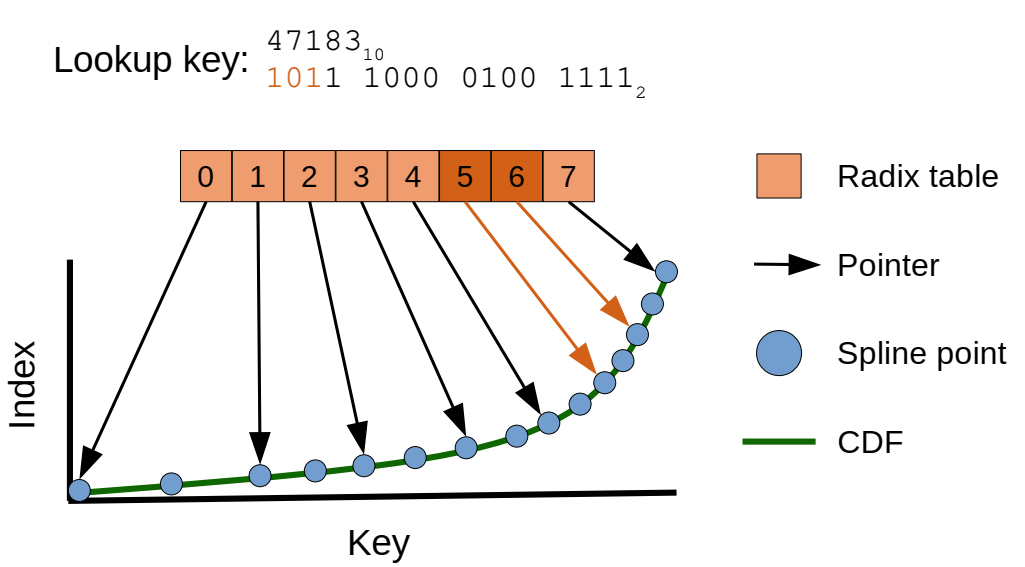 Lookup key: 47183₁₀
1011 1000 0100 1111₂
0 1 2 3 4 5 6 7
Radix table
Pointer
Spline point
CDF
Index
Key